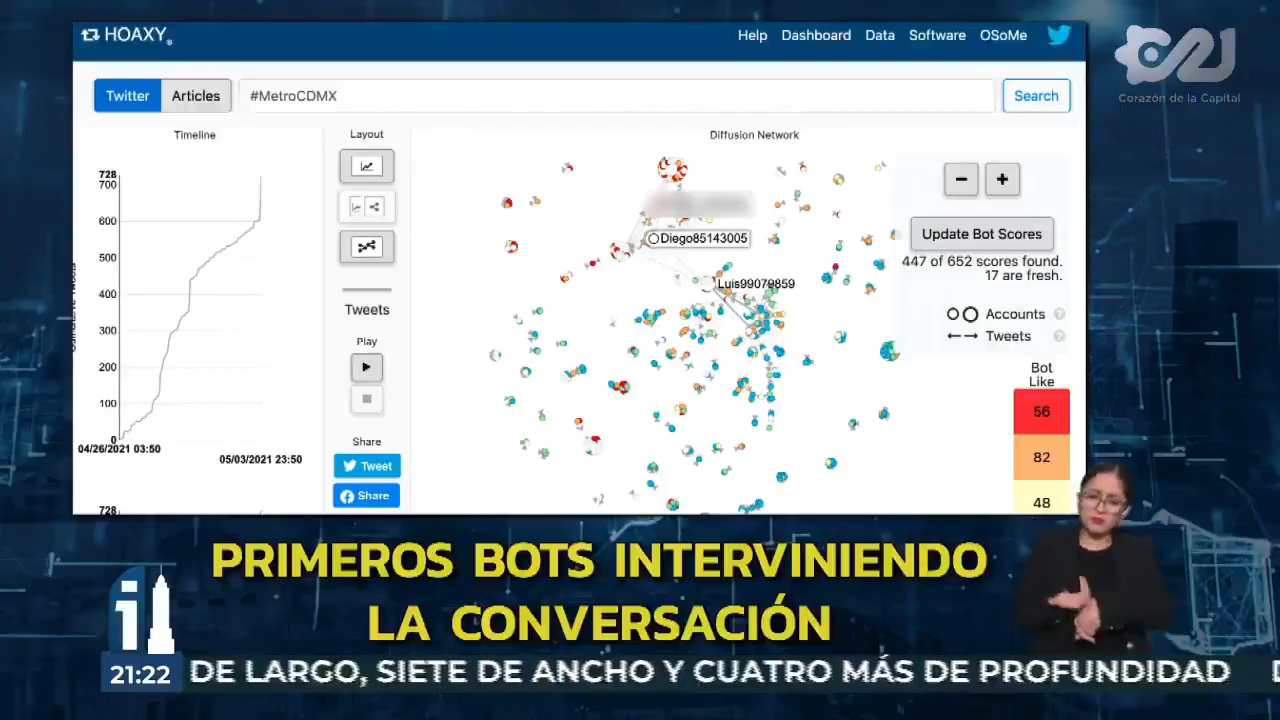 HOAXY
Help Dashboard Data Software OSoMe
Twitter Articles #MetroCDMX Search
C21
Corazón de la Capital
Timeline
Layout
Diffusion Network
728
700
600
500
400
300
200
100
0
04/26/2021 03:50
05/03/2021 23:50
728
Tweets
Play
Share
Tweet
Share
Diego85143005
Luis99079859
Update Bot Scores
447 of 652 scores found.
17 are fresh.
Accounts ?
Tweets ?
Bot
Like
56
82
48
PRIMEROS BOTS INTERVINIENDO
LA CONVERSACIÓN
21:22
DE LARGO, SIETE DE ANCHO Y CUATRO MÁS DE PROFUNDIDAD